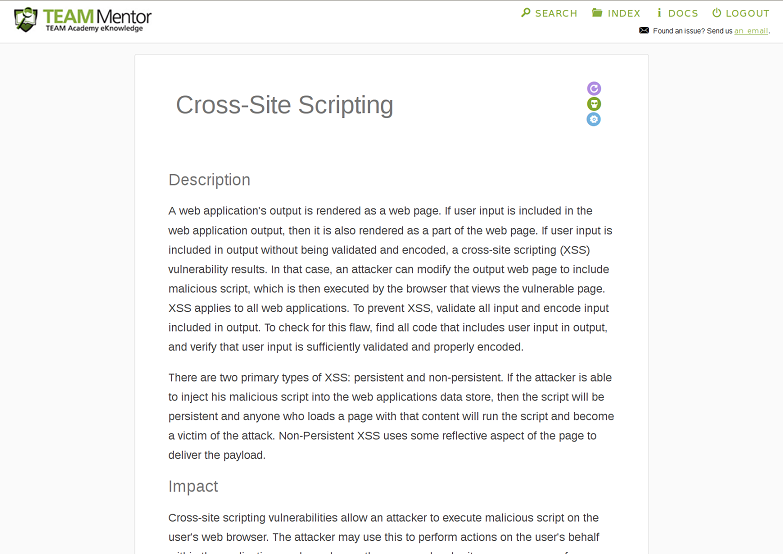 TEAM Mentor
TEAM Academy eKnowledge
SEARCH INDEX DOCS LOGOUT
Found an issue? Send us an email.
Cross-Site Scripting
Description
A web application's output is rendered as a web page. If user input is included in the
web application output, then it is also rendered as a part of the web page. If user input is
included in output without being validated and encoded, a cross-site scripting (XSS)
vulnerability results. In that case, an attacker can modify the output web page to include
malicious script, which is then executed by the browser that views the vulnerable page.
XSS applies to all web applications. To prevent XSS, validate all input and encode input
included in output. To check for this flaw, find all code that includes user input in output,
and verify that user input is sufficiently validated and properly encoded.
There are two primary types of XSS: persistent and non-persistent. If the attacker is able
to inject his malicious script into the web applications data store, then the script will be
persistent and anyone who loads a page with that content will run the script and become
a victim of the attack. Non-Persistent XSS uses some reflective aspect of the page to
deliver the payload.
Impact
Cross-site scripting vulnerabilities allow an attacker to execute malicious script on the
user's web browser. The attacker may use this to perform actions on the user's behalf